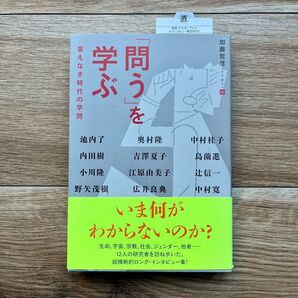 直
加藤哲彦
「問う」を学ぶ
答えなき時代の学問
池内了 奥村隆 中村桂子
内田樹 吉澤夏子 島薗進
小川隆 江原由美子 辻信一
野矢茂樹 広井良典 中村寛
いま何が
わからないのか?
生命、宇宙、宗教、社会、ジェンダー、他者──
12人の研究者を訪ね歩いた、
超横断的ロング・インタビュー集!